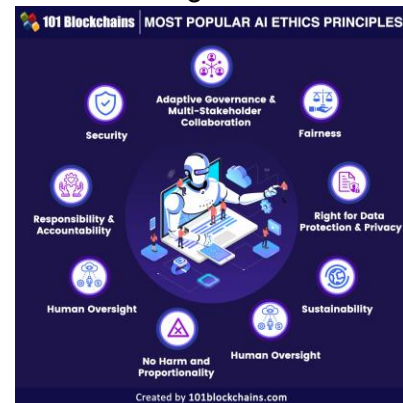 101 Blockchains | MOST POPULAR AI ETHICS PRINCIPLES
Adaptive Governance &
Multi-Stakeholder
Collaboration
Security
Fairness
Responsibility &
Accountability
Right for Data
Protection & Privacy
Human Oversight
Sustainability
No Harm and
Proportionality
Human Oversight
Created by 101blockchains.com